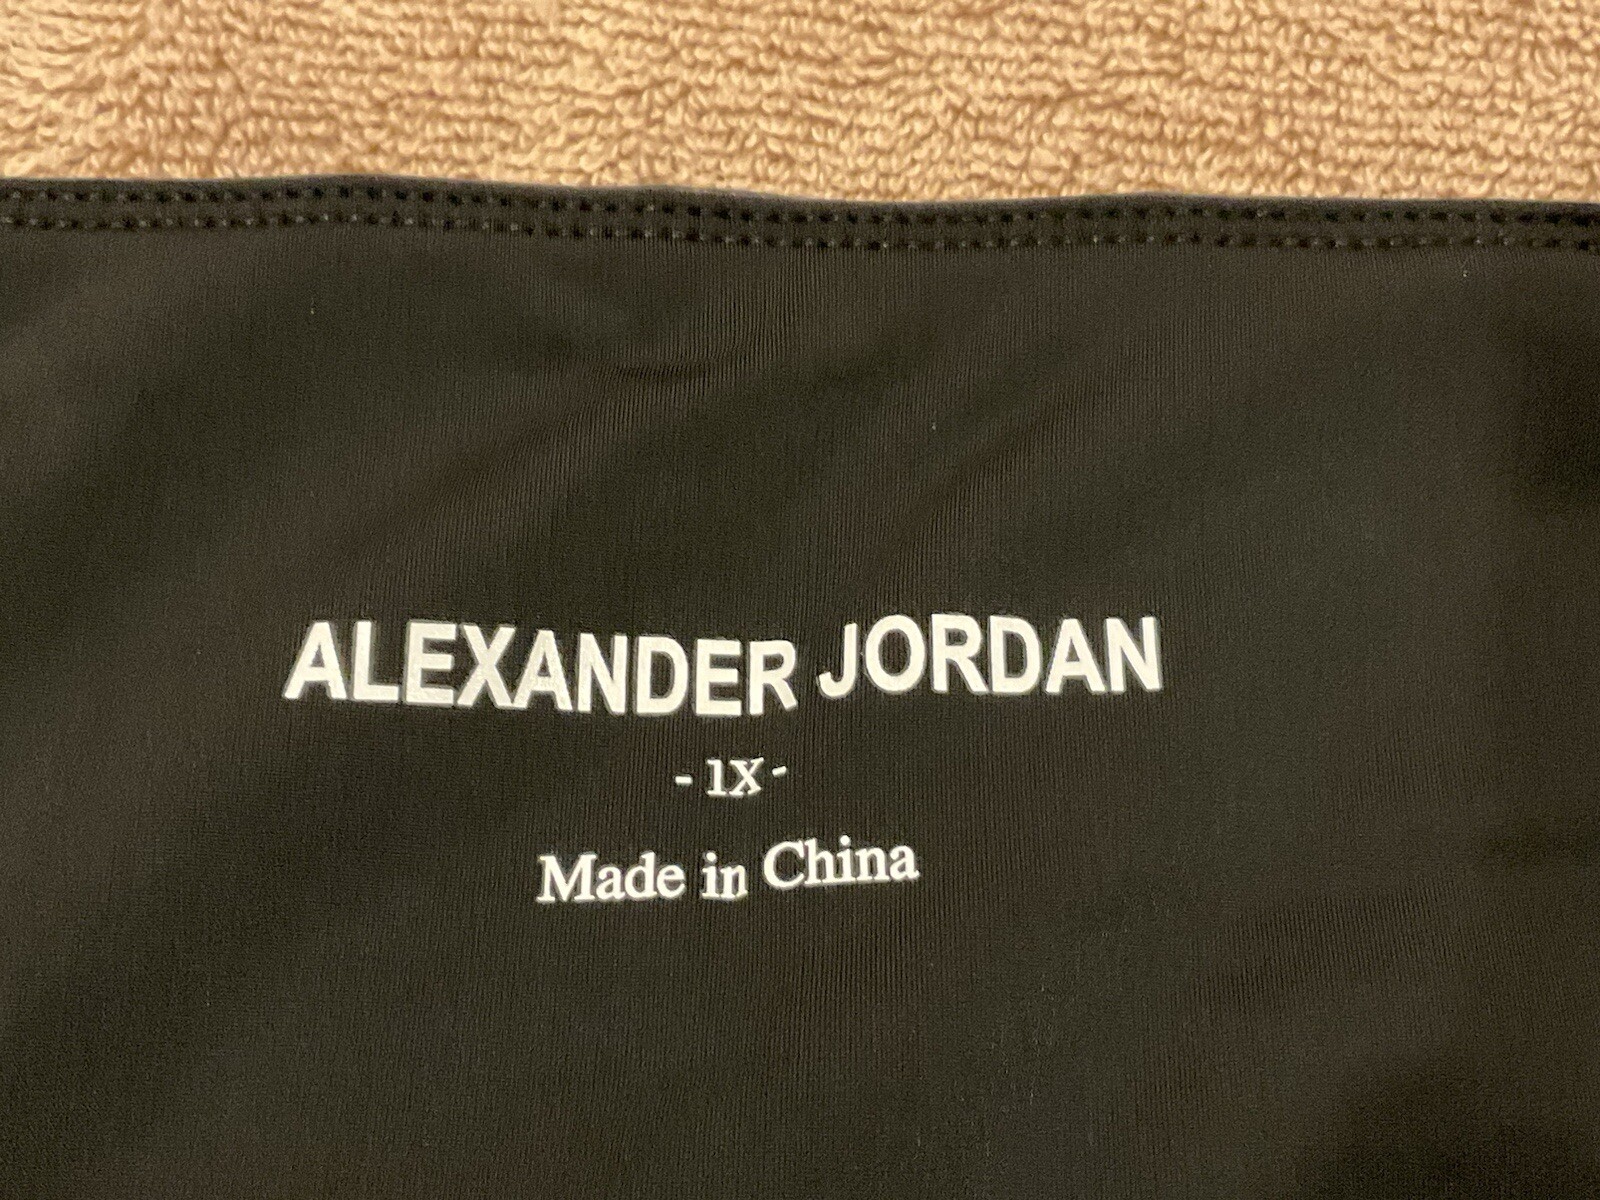 ALEXANDER JORDAN
- 1X -
Made in China